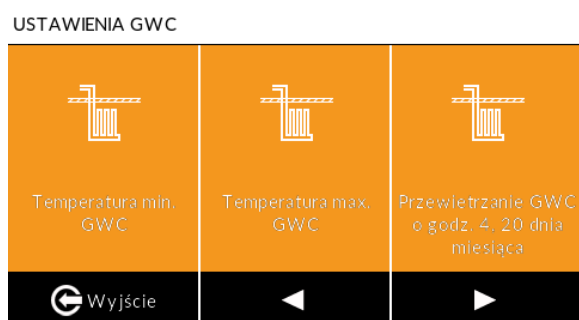 USTAWIENIA GWC
Temperatura min.
GWC
Temperatura max.
GWC
Przewietrzanie GWC
o godz. 4, 20 dnia
miesiąca
Wyjście